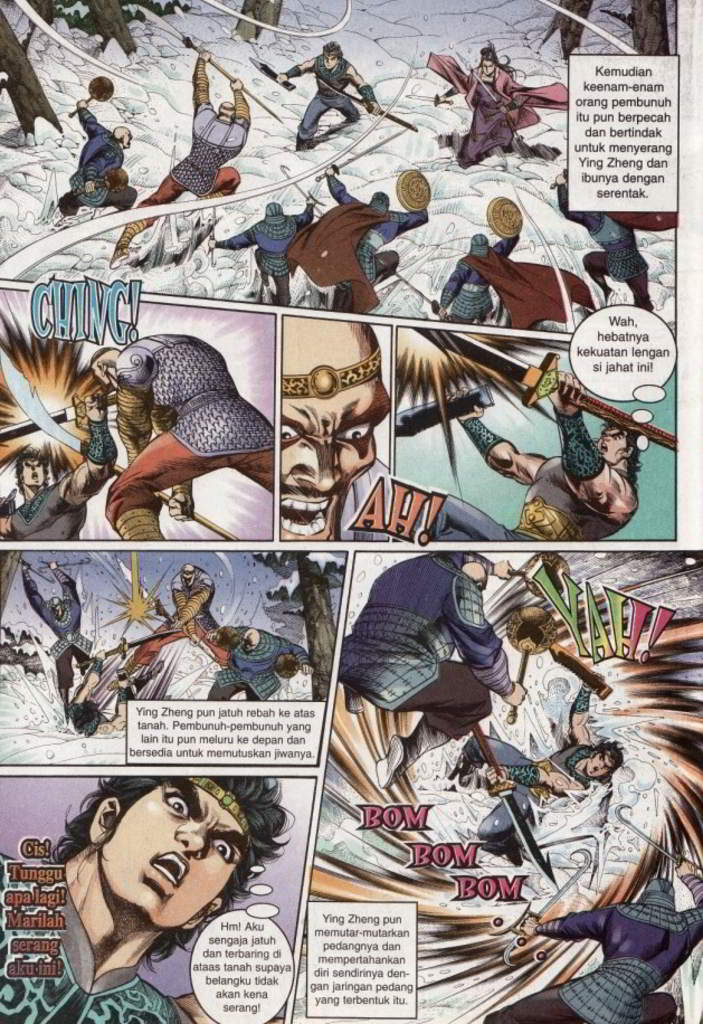 Kemudian
keenam-enam
orang pembunuh
itu pun berpecah
dan bertindak
untuk menyerang
Ying Zheng dan
ibunya dengan
serentak.
CHING!
Wah,
hebatnya
kekuatan lengan
si jahat ini!
AH!
Ying Zheng pun jatuh rebah ke atas
tanah. Pembunuh-pembunuh yang
lain itu pun meluru ke depan dan
bersedia untuk memutuskan jiwanya.
YAH!!
BOM
BOM
BOM
Cis!
Tunggu
apa lagi!
Marilah
serang
aku ini!
Hm! Aku
sengaja jatuh
dan terbaring di
ataas tanah supaya
belangku tidak
akan kena
serang!
Ying Zheng pun
memutar-mutarkan
pedangnya dan
mempertahankan
diri sendirinya den-
gan jaringan pedang
yang terbentuk itu.